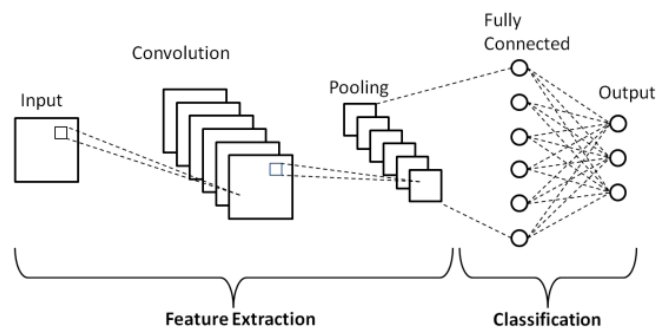 Input
Convolution
Pooling
Fully
Connected
Output
Feature Extraction
Classification